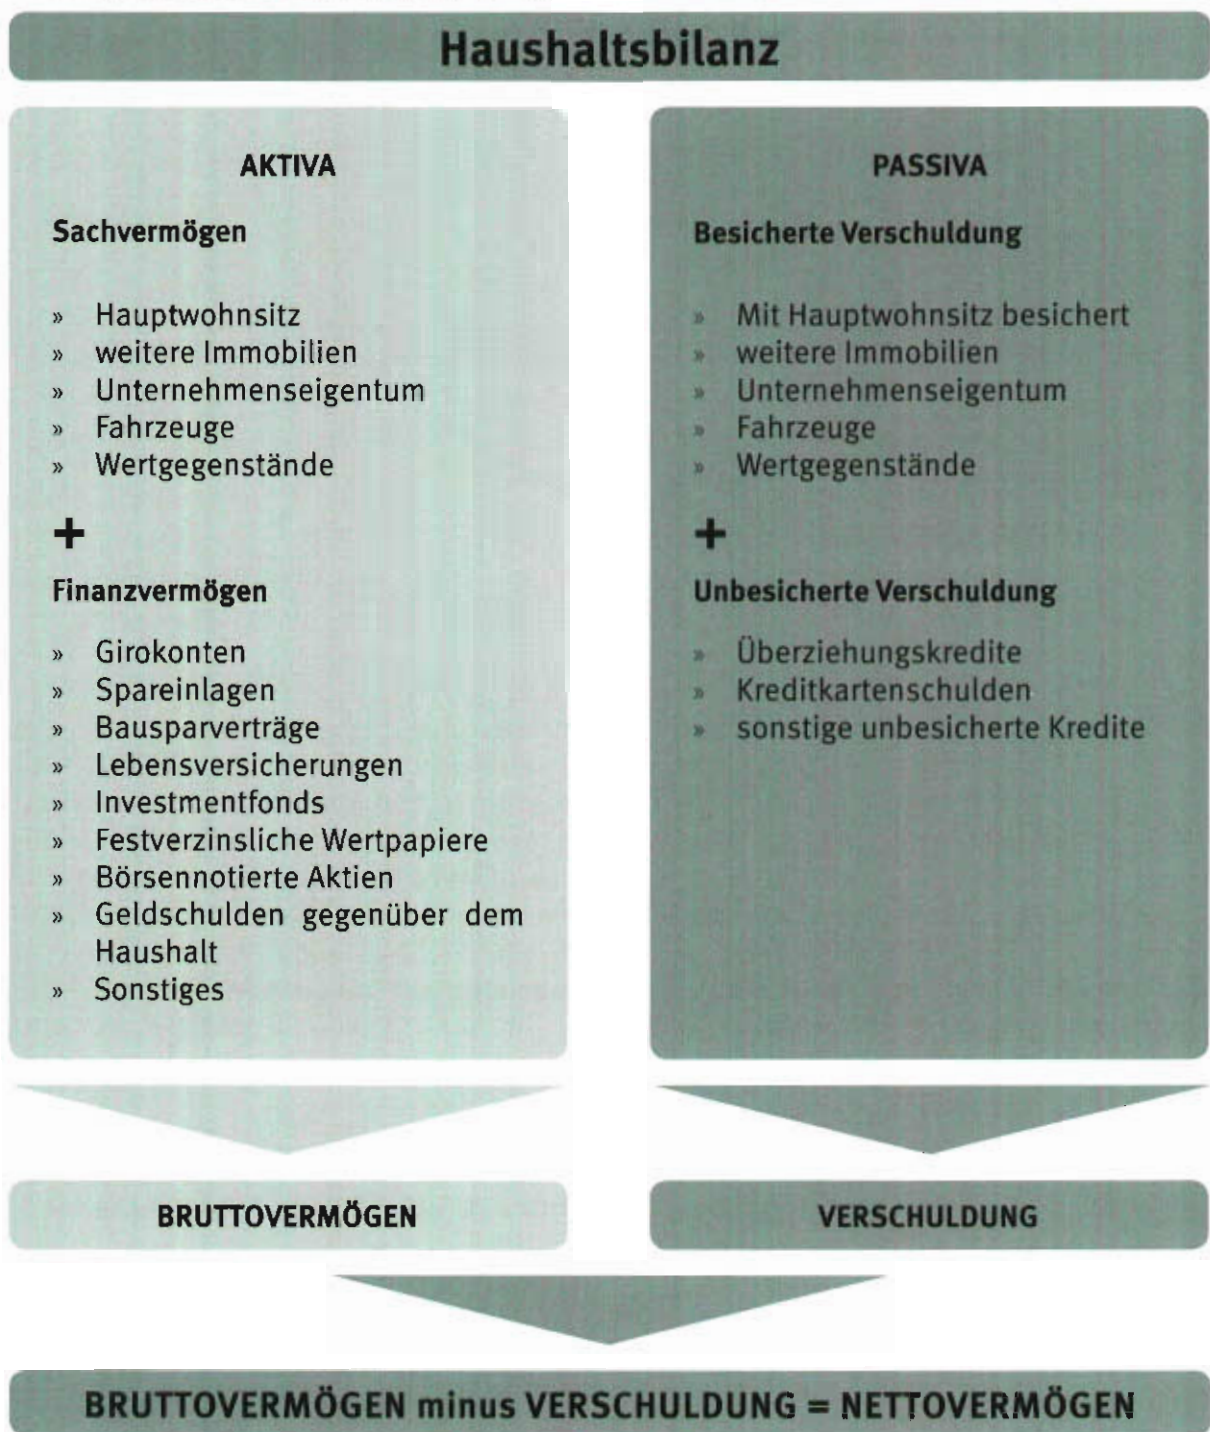 Haushaltsbilanz
AKTIVA
Sachvermögen
» Hauptwohnsitz
» weitere Immobilien
» Unternehmenseigentum
» Fahrzeuge
» Wertgegenstände
+
Finanzvermögen
» Girokonten
» Spareinlagen
» Bausparverträge
» Lebensversicherungen
» Investmentfonds
» Festverzinsliche Wertpapiere
» Börsennotierte Aktien
» Geldschulden gegenüber dem
Haushalt
» Sonstiges
PASSIVA
Besicherte Verschuldung
» Mit Hauptwohnsitz besichert
» weitere Immobilien
» Unternehmenseigentum
» Fahrzeuge
» Wertgegenstände
+
Unbesicherte Verschuldung
» Überziehungskredite
» Kreditkartenschulden
» sonstige unbesicherte Kredite
BRUTTOVERMÖGEN
VERSCHULDUNG
BRUTTOVERMÖGEN minus VERSCHULDUNG = NETTOVERMÖGEN